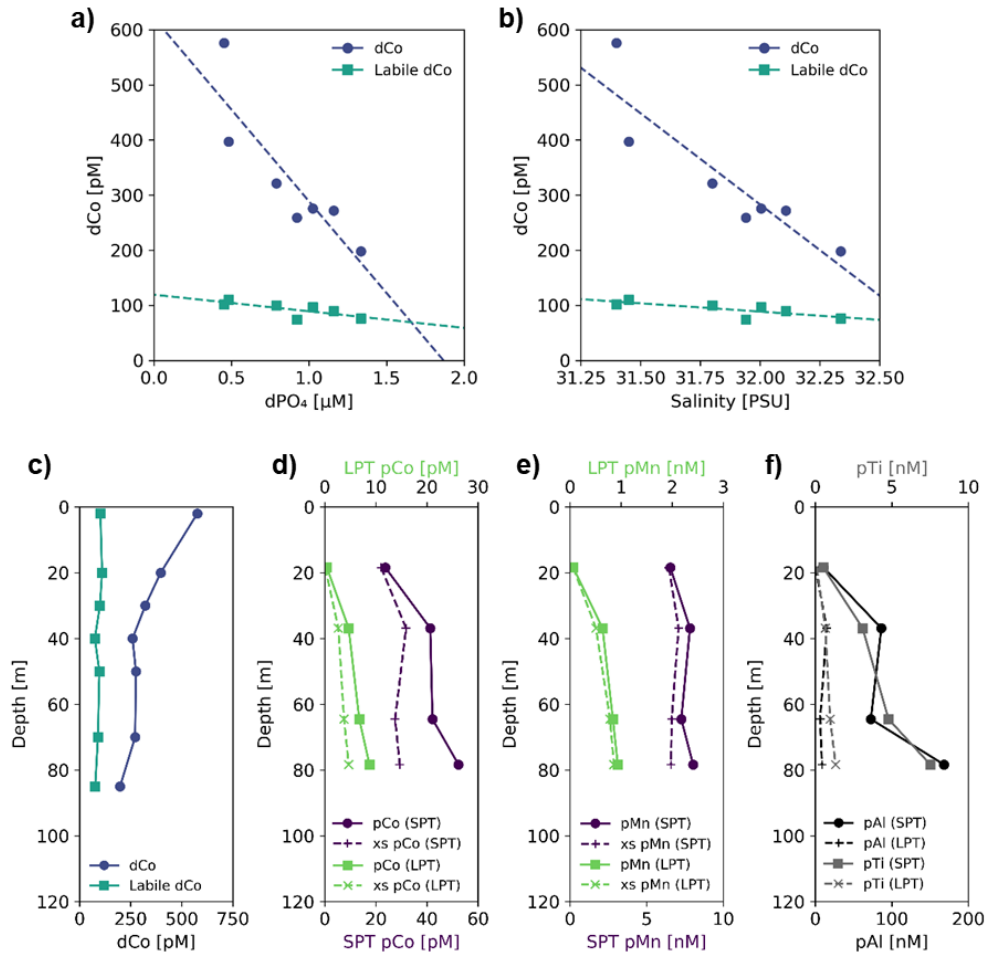 a)
600
500
400
300
200
100
0
dCo [pM]
dCo
Labile dCo
0.0 0.5 1.0 1.5 2.0
dPO₄ [µM]
b)
600
500
400
300
200
100
0
dCo [pM]
dCo
Labile dCo
31.25 31.50 31.75 32.00 32.25 32.50
Salinity [PSU]
c)
0
20
40
60
80
100
120
Depth [m]
dCo
Labile dCo
0 250 500 750
dCo [pM]
d)
LPT pCo [pM]
0 10 20 30
0
20
40
60
80
100
120
Depth [m]
pCo (SPT)
xs pCo (SPT)
pCo (LPT)
xs pCo (LPT)
0 20 40 60
SPT pCo [pM]
e)
LPT pMn [nM]
0 1 2 3
0
20
40
60
80
100
120
Depth [m]
pMn (SPT)
xs pMn (SPT)
pMn (LPT)
xs pMn (LPT)
0 5 10
SPT pMn [nM]
f)
pTi [nM]
0 5 10
0
20
40
60
80
100
120
Depth [m]
pAl (SPT)
pAl (LPT)
pTi (SPT)
pTi (LPT)
0 100 200
pAl [nM]